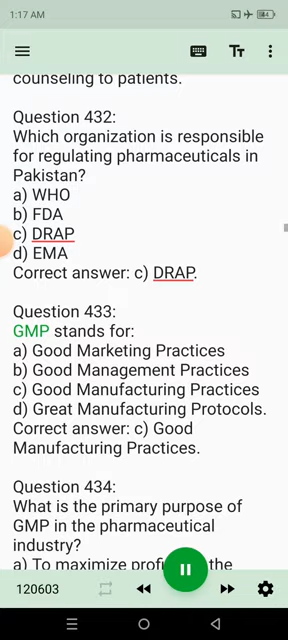 1:17 AM
84
counseling to patients.
Question 432:
Which organization is responsible
for regulating pharmaceuticals in
Pakistan?
a) WHO
b) FDA
c) DRAP
d) EMA
Correct answer: c) DRAP.
Question 433:
GMP stands for:
a) Good Marketing Practices
b) Good Management Practices
c) Good Manufacturing Practices
d) Great Manufacturing Protocols.
Correct answer: c) Good
Manufacturing Practices.
Question 434:
What is the primary purpose of
GMP in the pharmaceutical
industry?
a) To maximize the
120603